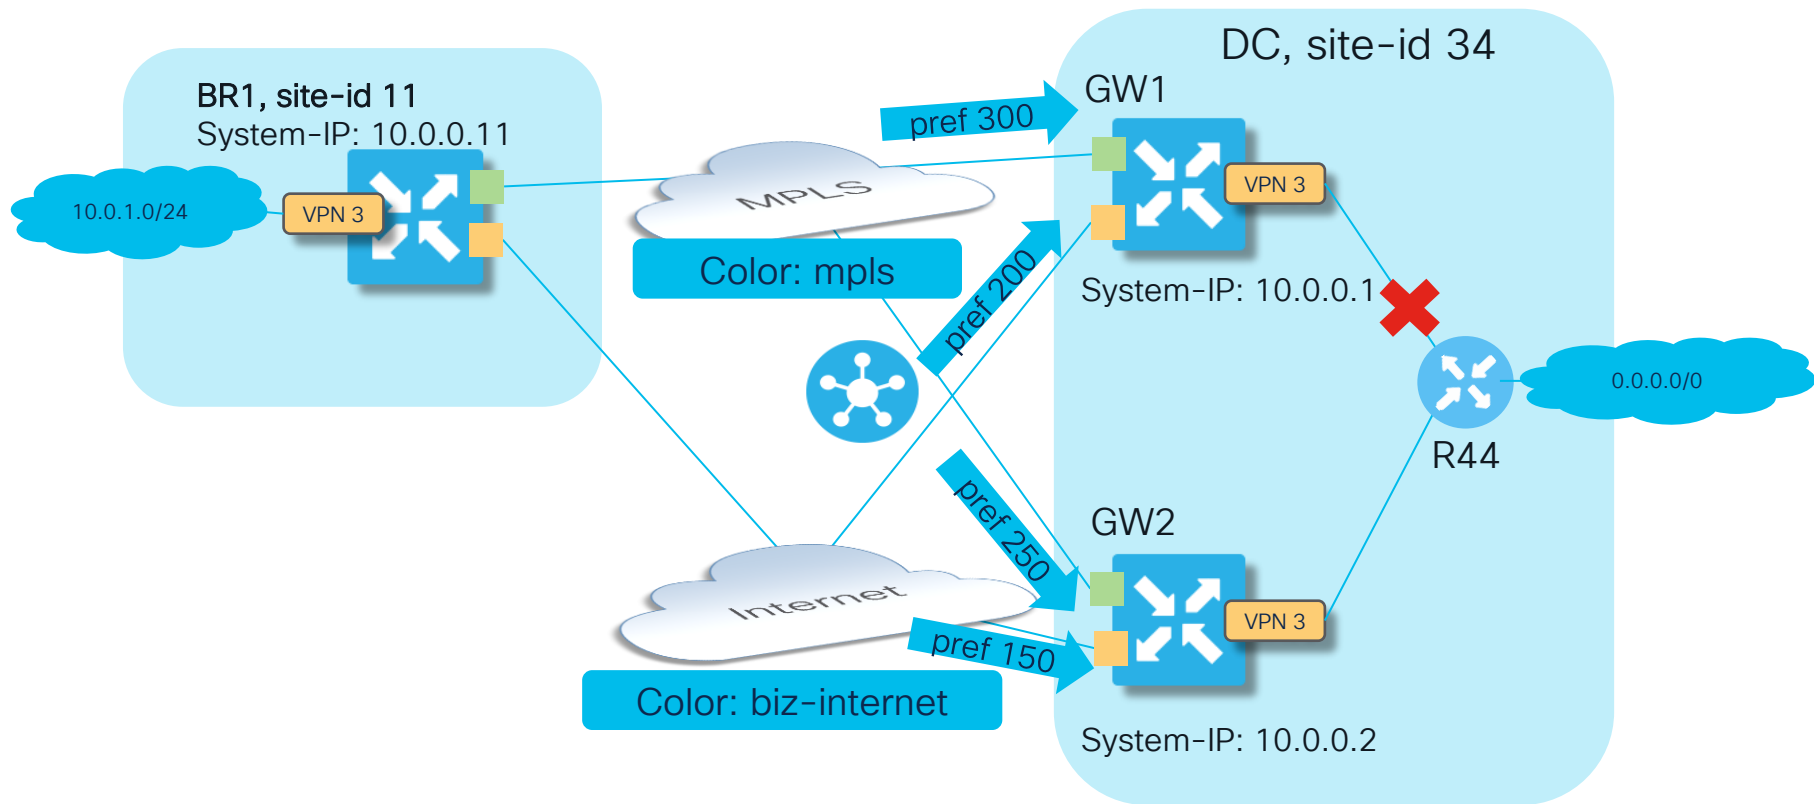 DC, site-id 34
BR1, site-id 11
System-IP: 10.0.0.11
GW1
pref 300
MPLS
10.0.1.0/24
VPN 3
VPN 3
Color: mpls
pref 200
System-IP: 10.0.0.1
0.0.0.0/0
R44
GW2
pref 250
Internet
pref 150
VPN 3
Color: biz-internet
System-IP: 10.0.0.2